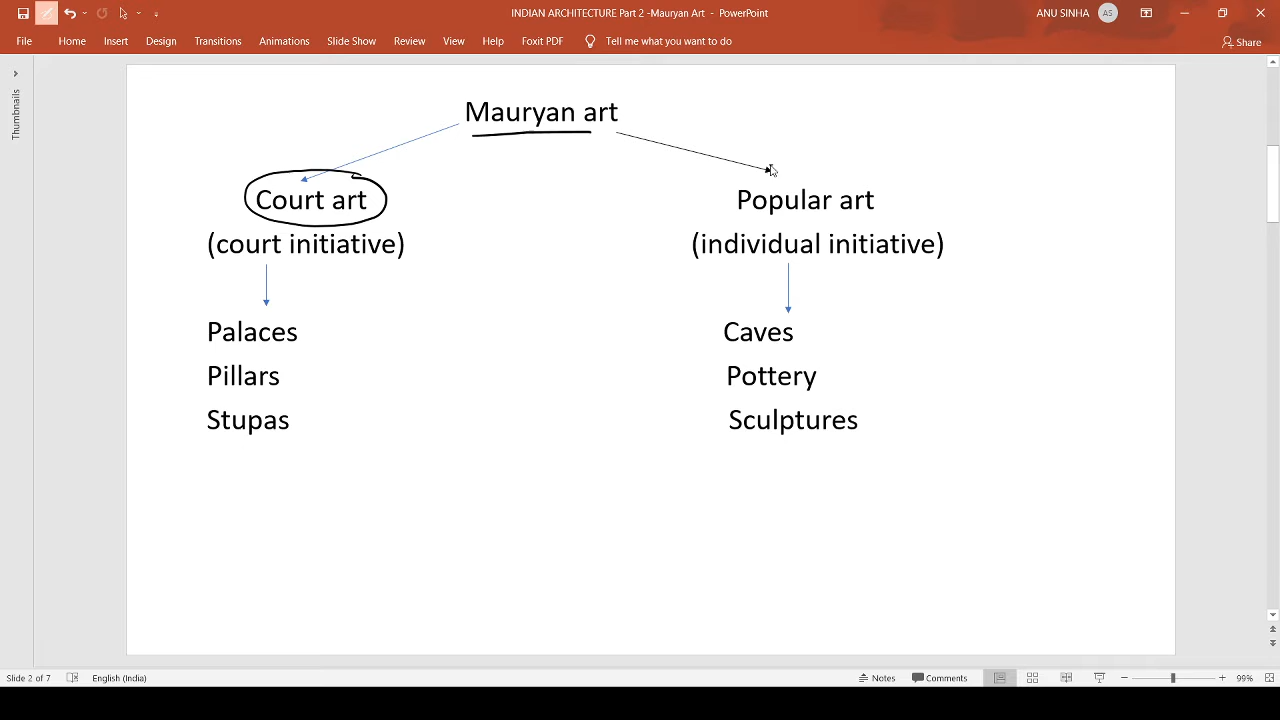 INDIAN ARCHITECTURE Part 2 -Mauryan Art - PowerPoint
ANU SINHA
AS
File Home Insert Design Transitions Animations Slide Show Review View Help Foxit PDF Tell me what you want to do
Share
Thumbnails
Mauryan art
Court art
(court initiative)
Palaces
Pillars
Stupas
Popular art
(individual initiative)
Caves
Pottery
Sculptures
Slide 2 of 7 English (India) Notes Comments 99%